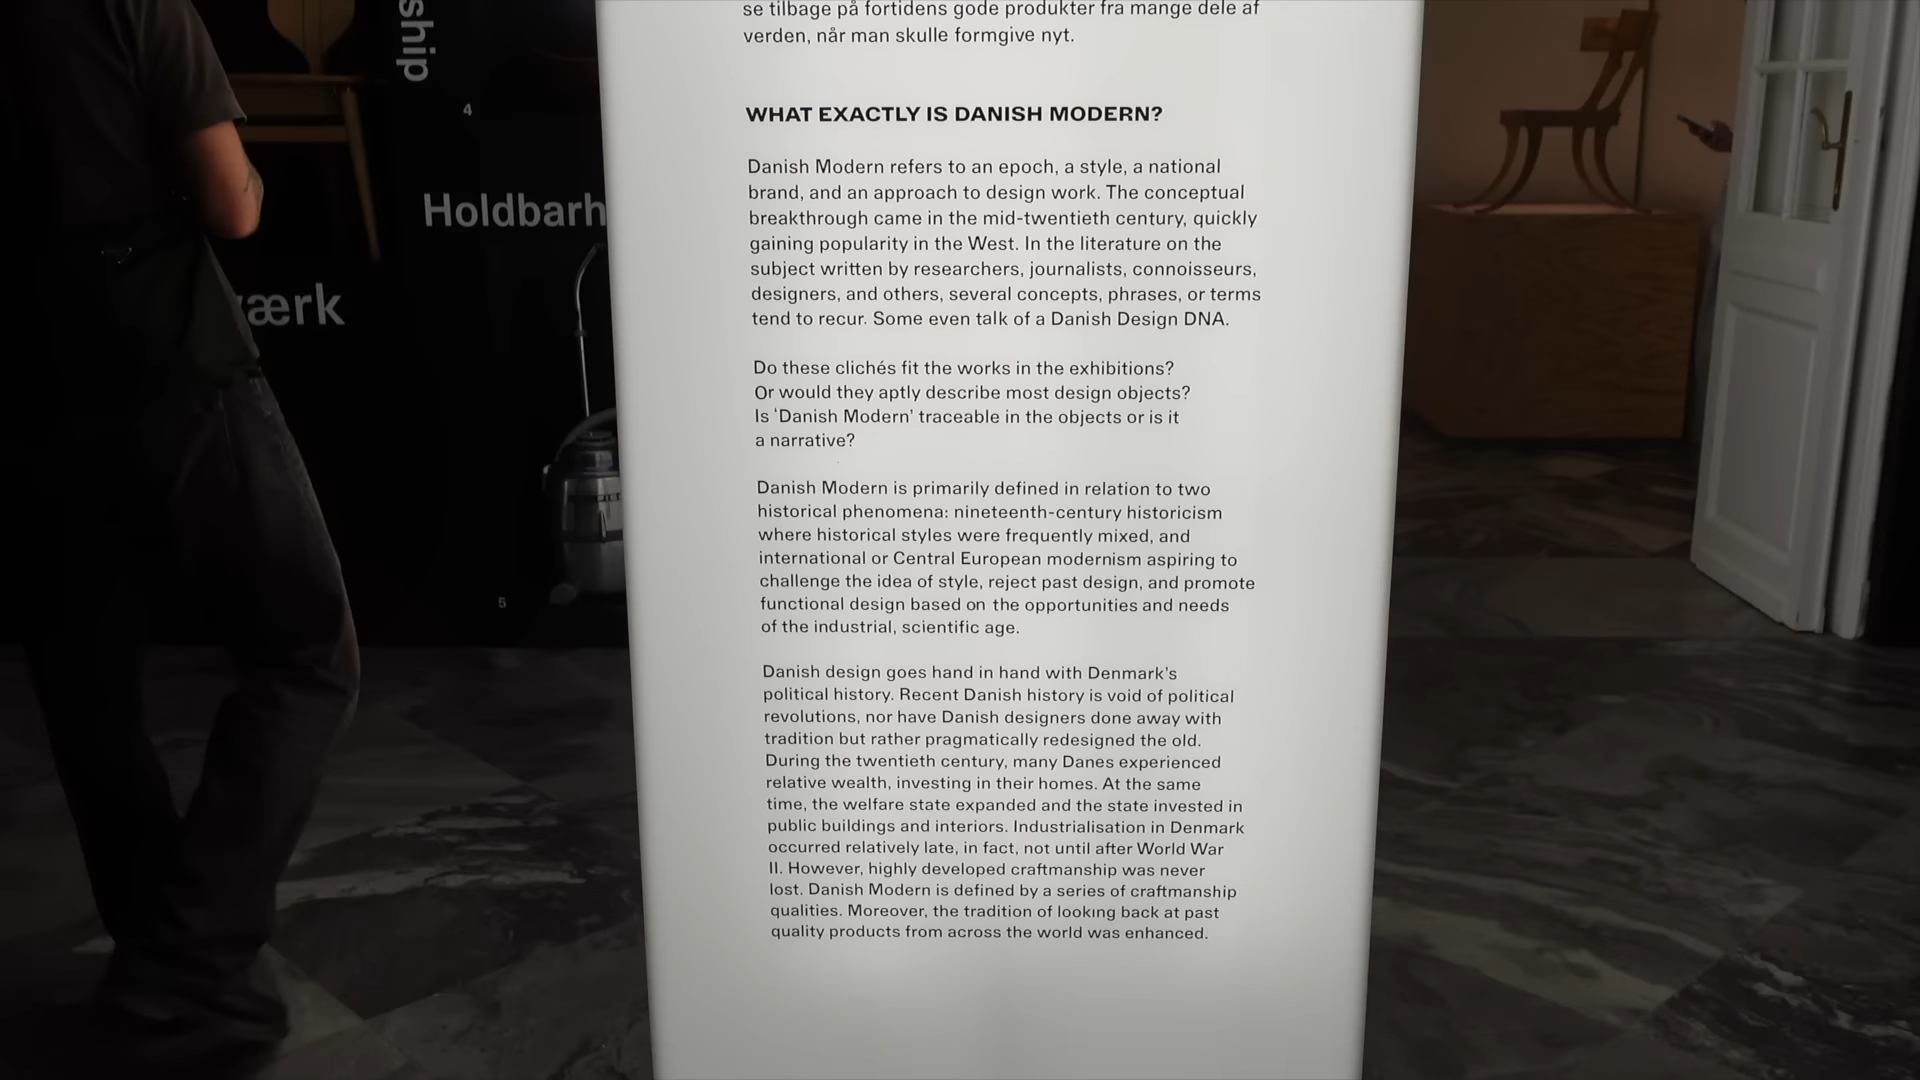 ship
4
Holdbarh
værk
5
se tilbage på fortidens gode produkter fra mange dele af
verden, når man skulle formgive nyt.
WHAT EXACTLY IS DANISH MODERN?
Danish Modern refers to an epoch, a style, a national
brand, and an approach to design work. The conceptual
breakthrough came in the mid-twentieth century, quickly
gaining popularity in the West. In the literature on the
subject written by researchers, journalists, connoisseurs,
designers, and others, several concepts, phrases, or terms
tend to recur. Some even talk of a Danish Design DNA.
Do these clichés fit the works in the exhibitions?
Or would they aptly describe most design objects?
Is ‘Danish Modern’ traceable in the objects or is it
a narrative?
Danish Modern is primarily defined in relation to two
historical phenomena: nineteenth-century historicism
where historical styles were frequently mixed, and
international or Central European modernism aspiring to
challenge the idea of style, reject past design, and promote
functional design based on the opportunities and needs
of the industrial, scientific age.
Danish design goes hand in hand with Denmark’s
political history. Recent Danish history is void of political
revolutions, nor have Danish designers done away with
tradition but rather pragmatically redesigned the old.
During the twentieth century, many Danes experienced
relative wealth, investing in their homes. At the same
time, the welfare state expanded and the state invested in
public buildings and interiors. Industrialisation in Denmark
occurred relatively late, in fact, not until after World War
II. However, highly developed craftmanship was never
lost. Danish Modern is defined by a series of craftmanship
qualities. Moreover, the tradition of looking back at past
quality products from across the world was enhanced.